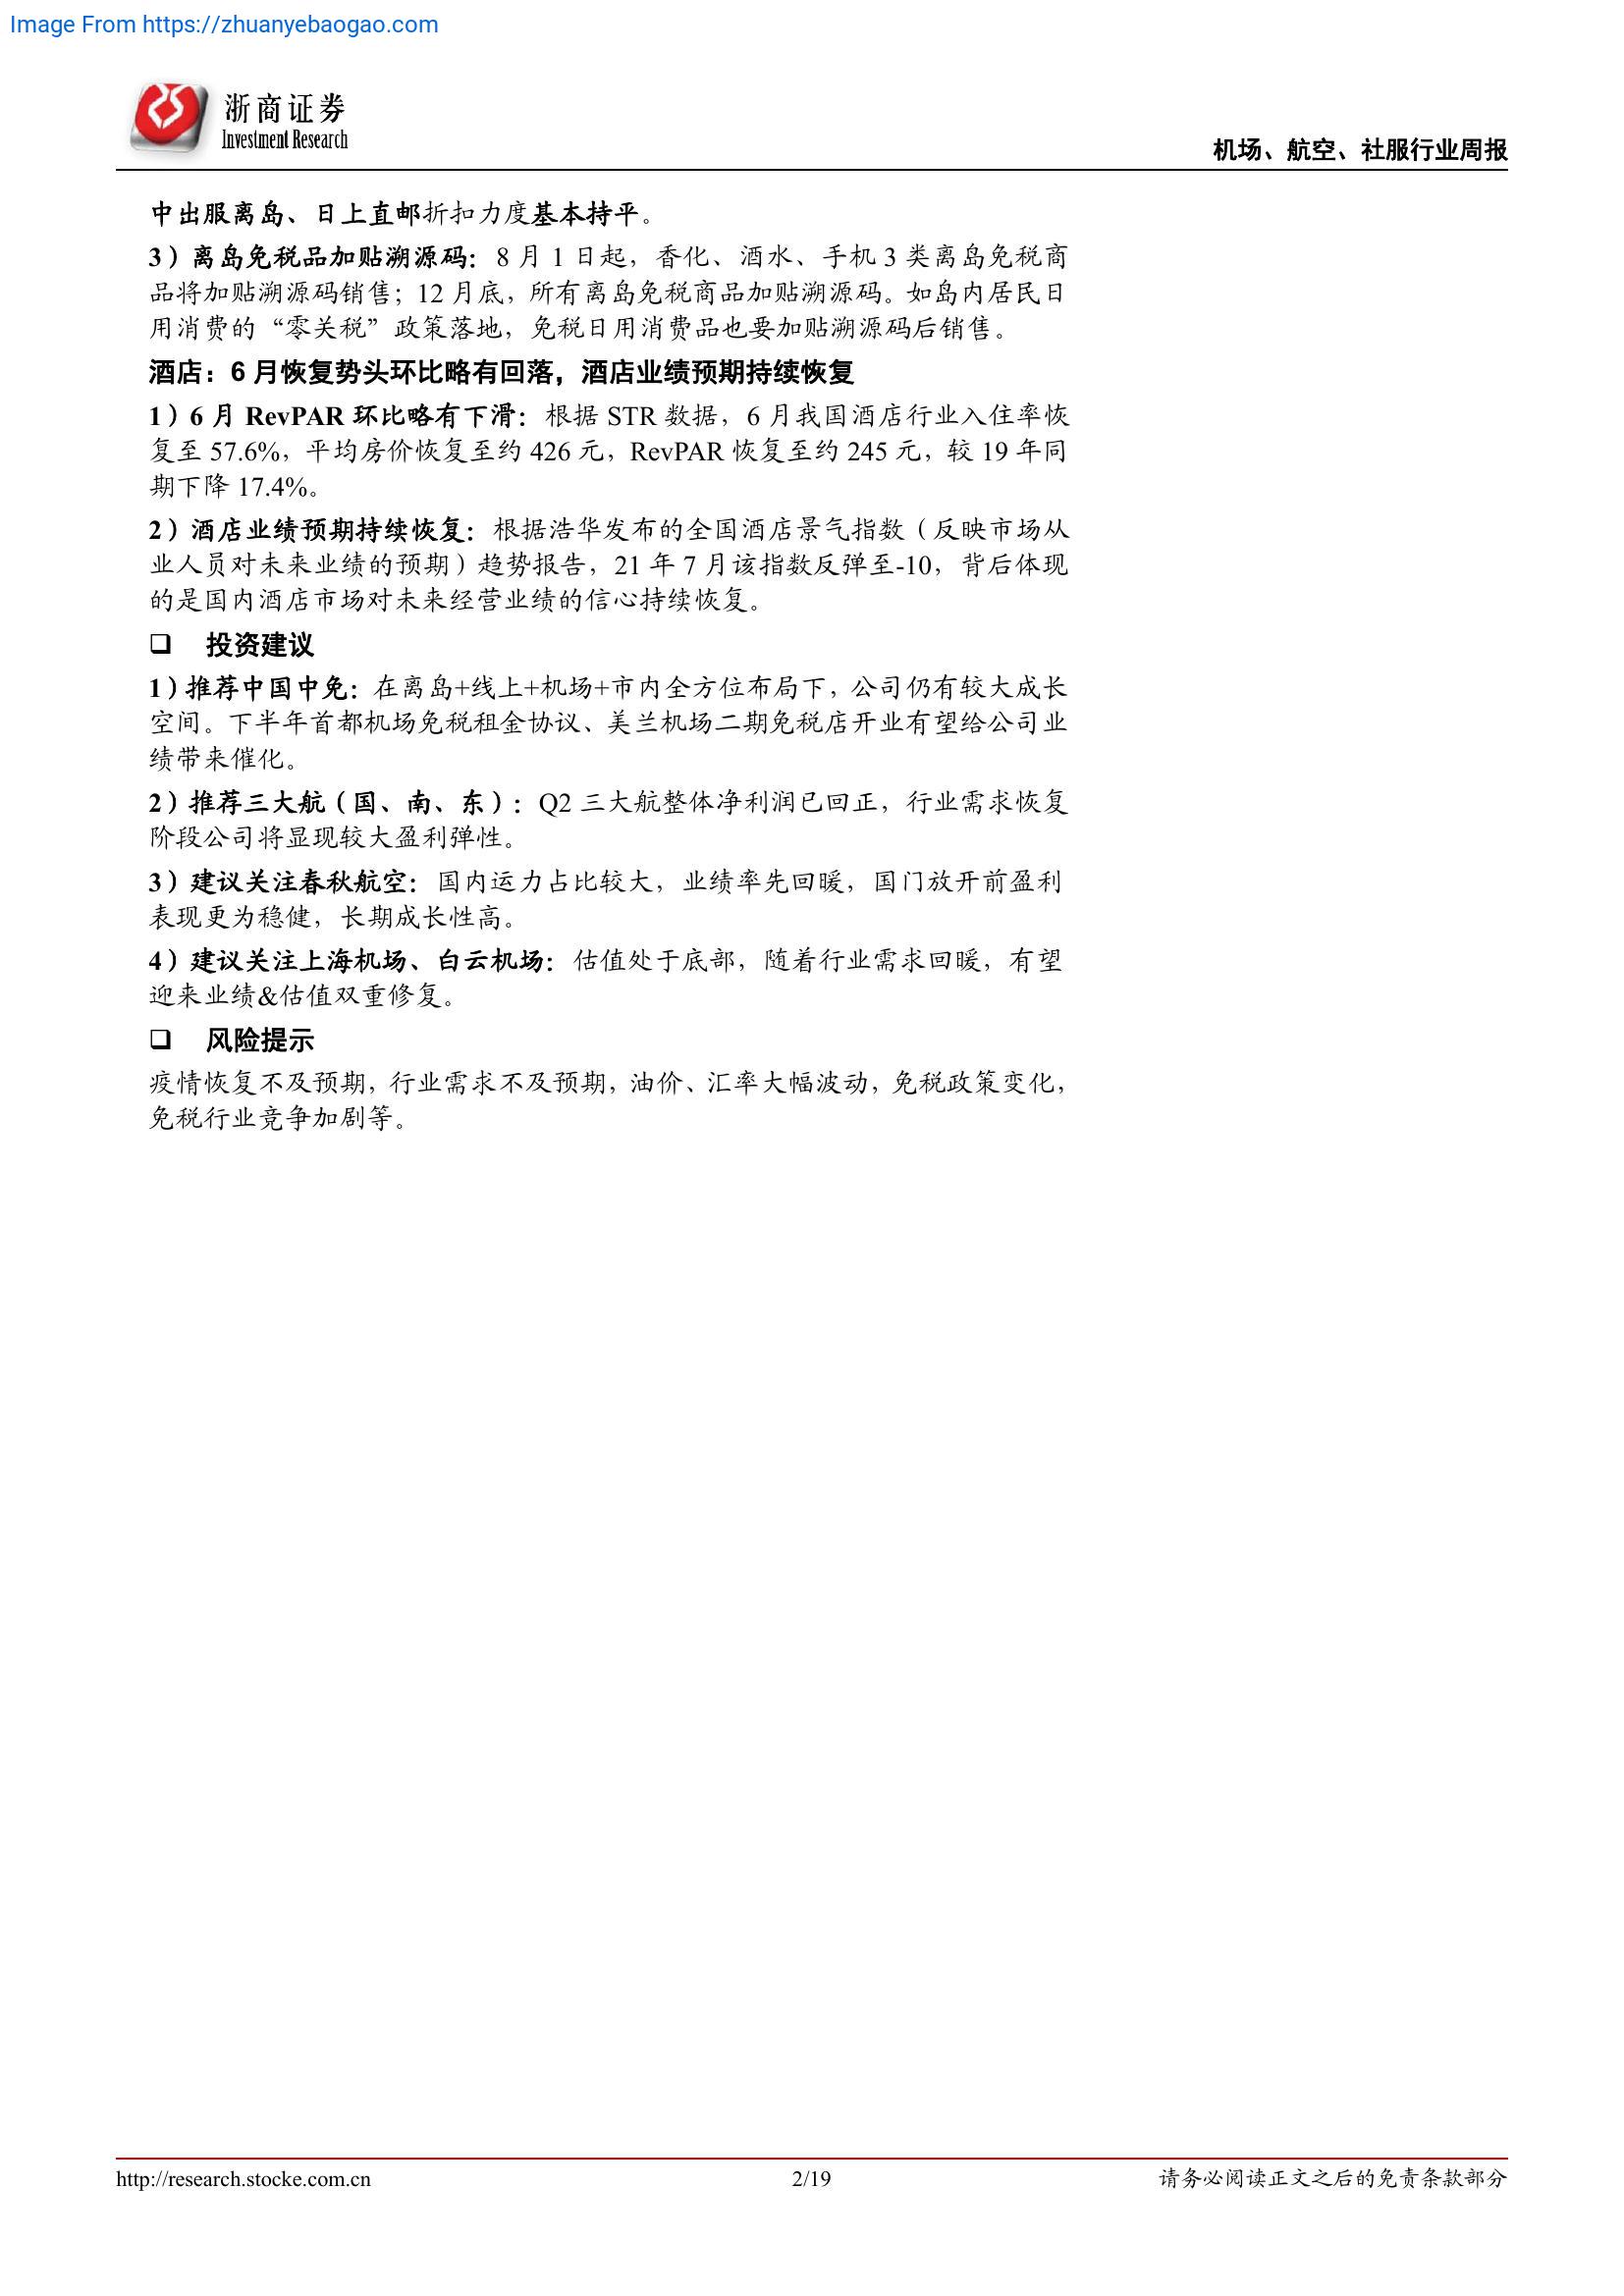 Image From https://zhuanyebaogao.com
浙商证券
Investment Research
机场、航空、社服行业周报
中出服离岛、日上直邮折扣力度基本持平。
3）离岛免税品加贴溯源码：8 月 1 日起，香化、酒水、手机 3 类离岛免税商
品将加贴溯源码销售；12 月底，所有离岛免税商品加贴溯源码。如岛内居民日
用消费的“零关税”政策落地，免税日用消费品也要加贴溯源码后销售。
酒店：6 月恢复势头环比略有回落，酒店业绩预期持续恢复
1）6 月 RevPAR 环比略有下滑：根据 STR 数据，6 月我国酒店行业入住率恢
复至 57.6%，平均房价恢复至约 426 元，RevPAR 恢复至约 245 元，较 19 年同
期下降 17.4%。
2）酒店业绩预期持续恢复：根据浩华发布的全国酒店景气指数（反映市场从
业人员对未来业绩的预期）趋势报告，21 年 7 月该指数反弹至-10，背后体现
的是国内酒店市场对未来经营业绩的信心持续恢复。
❑ 投资建议
1）推荐中国中免：在离岛+线上+机场+市内全方位布局下，公司仍有较大成长
空间。下半年首都机场免税租金协议、美兰机场二期免税店开业有望给公司业
绩带来催化。
2）推荐三大航（国、南、东）：Q2 三大航整体净利润已回正，行业需求恢复
阶段公司将显现较大盈利弹性。
3）建议关注春秋航空：国内运力占比较大，业绩率先回暖，国门放开前盈利
表现更为稳健，长期成长性高。
4）建议关注上海机场、白云机场：估值处于底部，随着行业需求回暖，有望
迎来业绩&估值双重修复。
❑ 风险提示
疫情恢复不及预期，行业需求不及预期，油价、汇率大幅波动，免税政策变化，
免税行业竞争加剧等。
http://research.stocke.com.cn
2/19
请务必阅读正文之后的免责条款部分